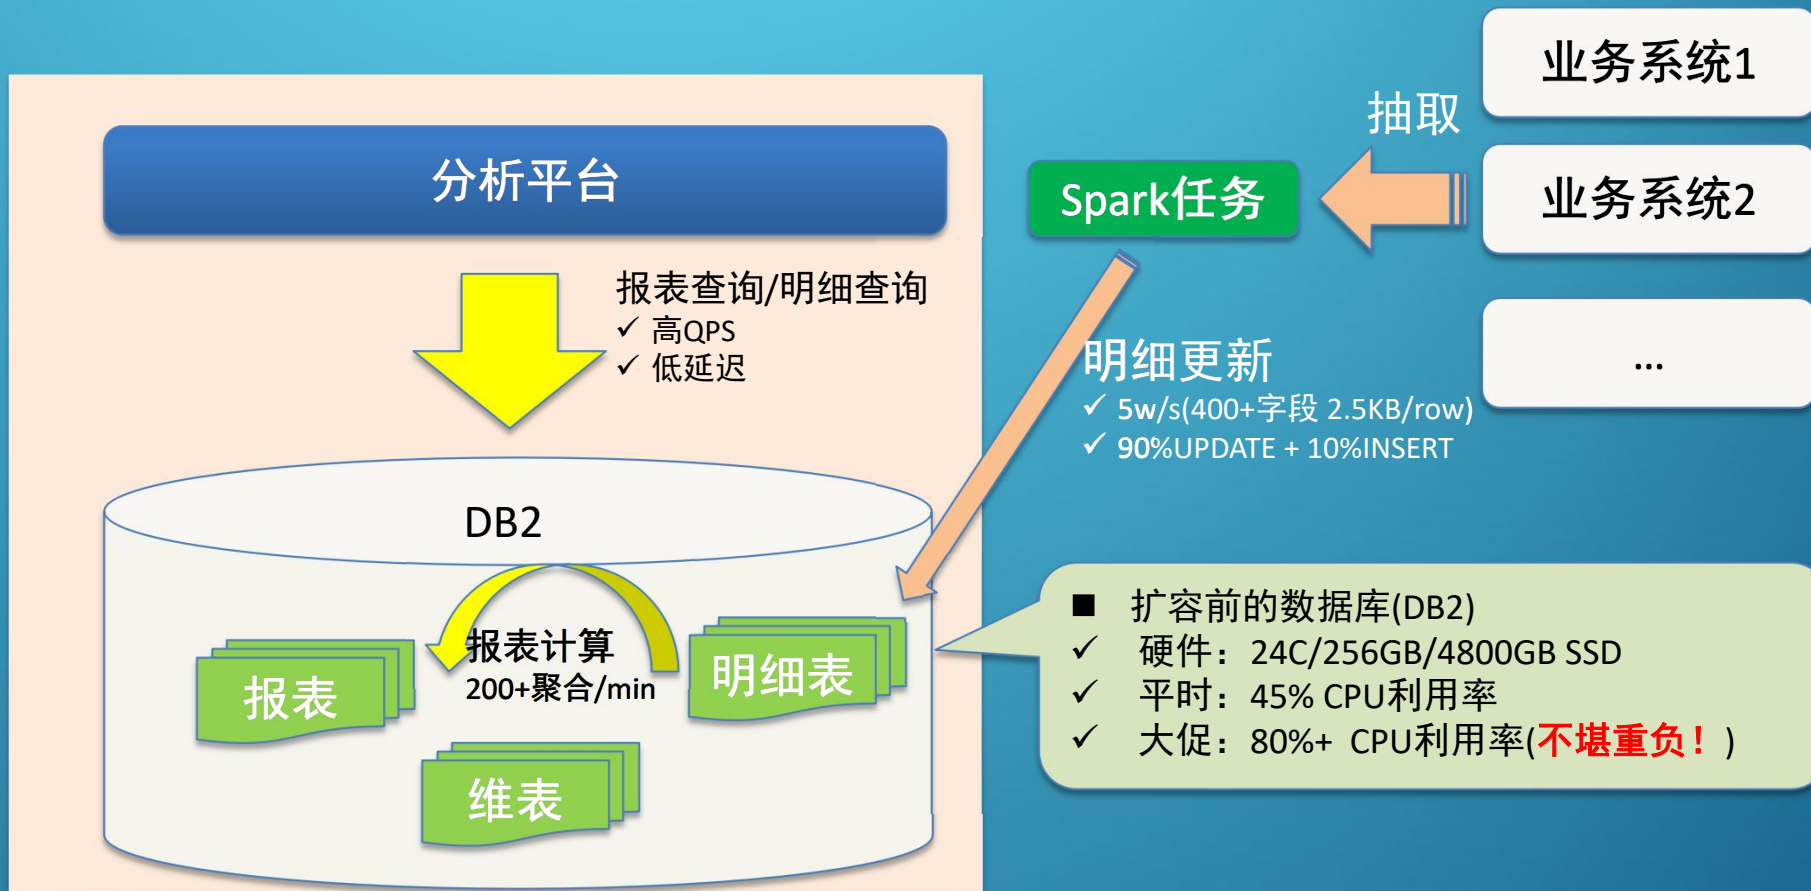 业务系统1
抽取
分析平台
Spark任务
业务系统2
报表查询/明细查询
✓ 高QPS
✓ 低延迟
明细更新
✓ 5w/s(400+字段 2.5KB/row)
✓ 90%UPDATE + 10%INSERT
...
DB2
报表计算
200+聚合/min
报表
明细表
维表
■ 扩容前的数据库(DB2)
✓ 硬件：24C/256GB/4800GB SSD
✓ 平时：45% CPU利用率
✓ 大促：80%+ CPU利用率(不堪重负！)